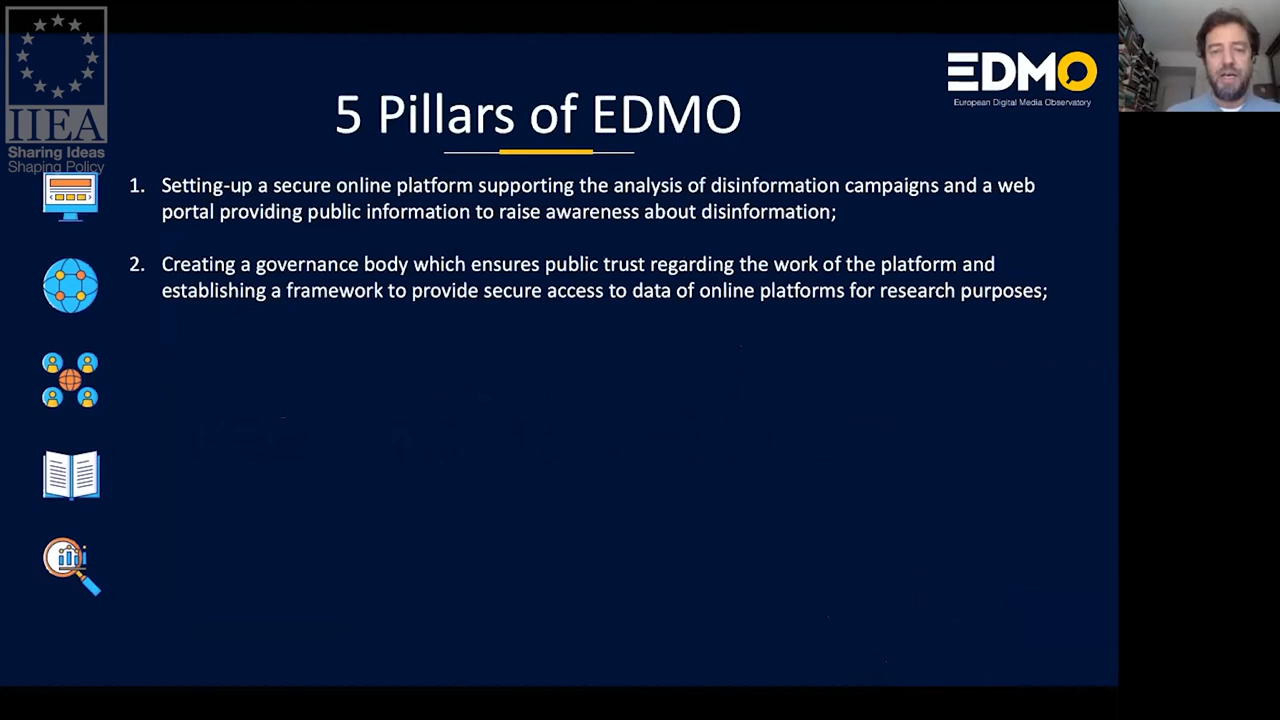 IIEA
Sharing Ideas
Shaping Policy
EDMO
European Digital Media Observatory
5 Pillars of EDMO
1. Setting-up a secure online platform supporting the analysis of disinformation campaigns and a web
portal providing public information to raise awareness about disinformation;
2. Creating a governance body which ensures public trust regarding the work of the platform and
establishing a framework to provide secure access to data of online platforms for research purposes;